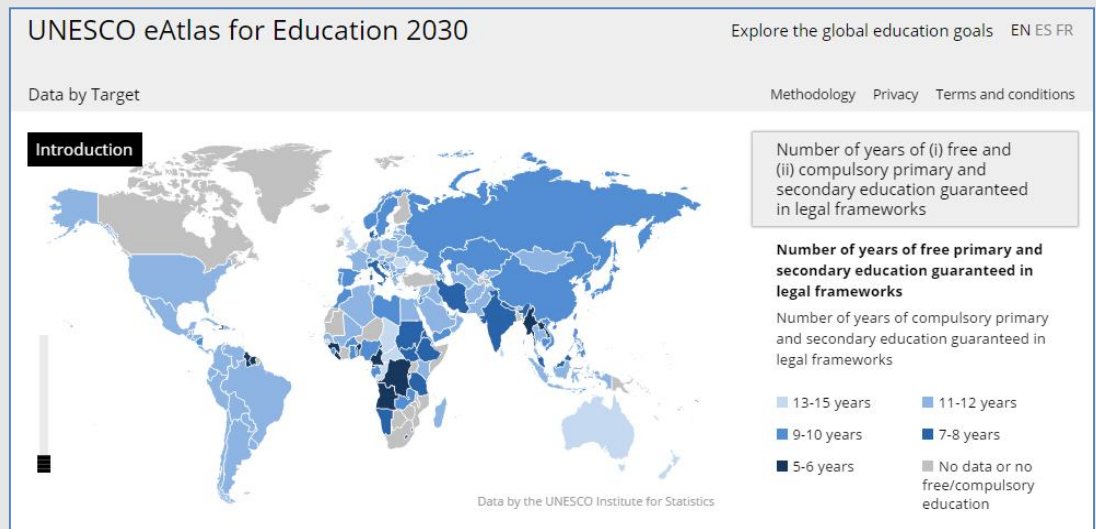 UNESCO eAtlas for Education 2030
Explore the global education goals EN ES FR
Data by Target
Methodology Privacy Terms and conditions
Introduction
Number of years of (i) free and
(ii) compulsory primary and
secondary education guaranteed
in legal frameworks
Number of years of free primary and
secondary education guaranteed in
legal frameworks
Number of years of compulsory primary
and secondary education guaranteed in
legal frameworks
13-15 years
11-12 years
9-10 years
7-8 years
5-6 years
No data or no
free/compulsory
education
Data by the UNESCO Institute for Statistics